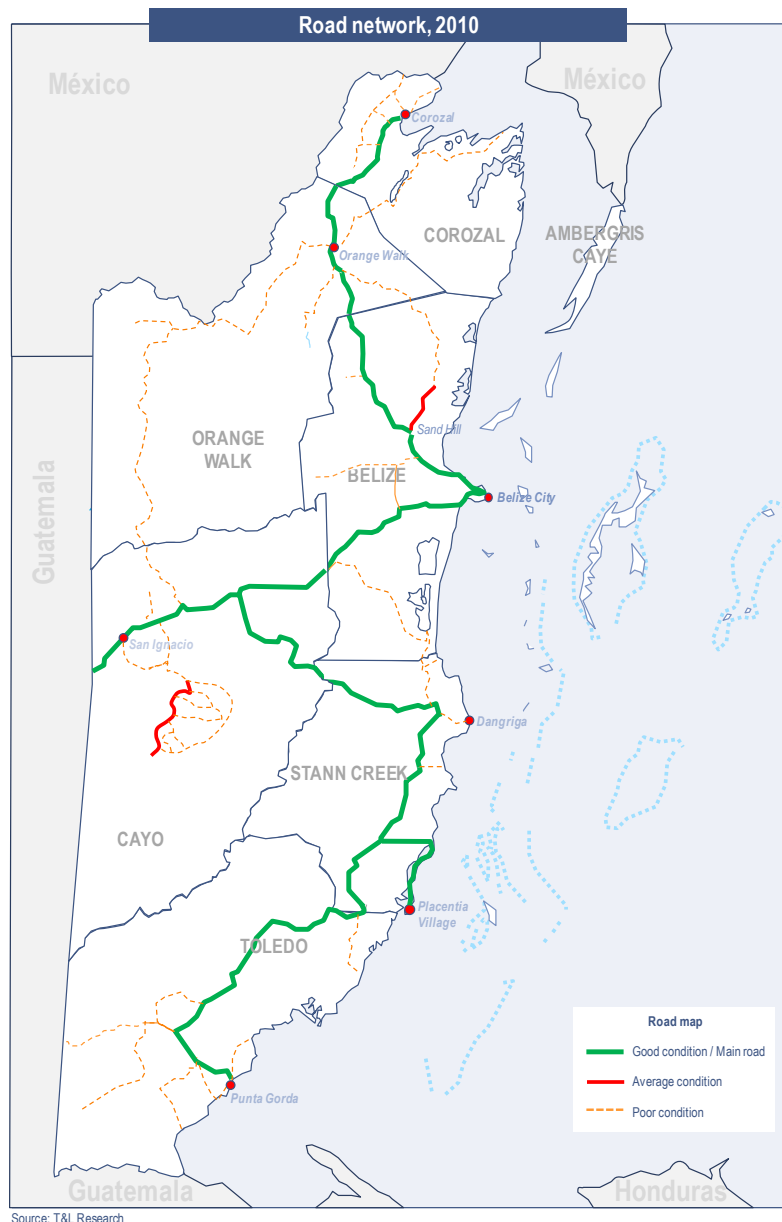 Road network, 2010
México
México
Corozal
COROZAL
AMBERGRIS
CAYE
Orange Walk
ORANGE
WALK
Sand Hill
BELIZE
Belize City
Guatemala
San Ignacio
Dangriga
STANN CREEK
CAYO
Placentia
Village
TOLEDO
Road map
Good condition / Main road
Average condition
Poor condition
Punta Gorda
Guatemala
Honduras
Source: T&L Research